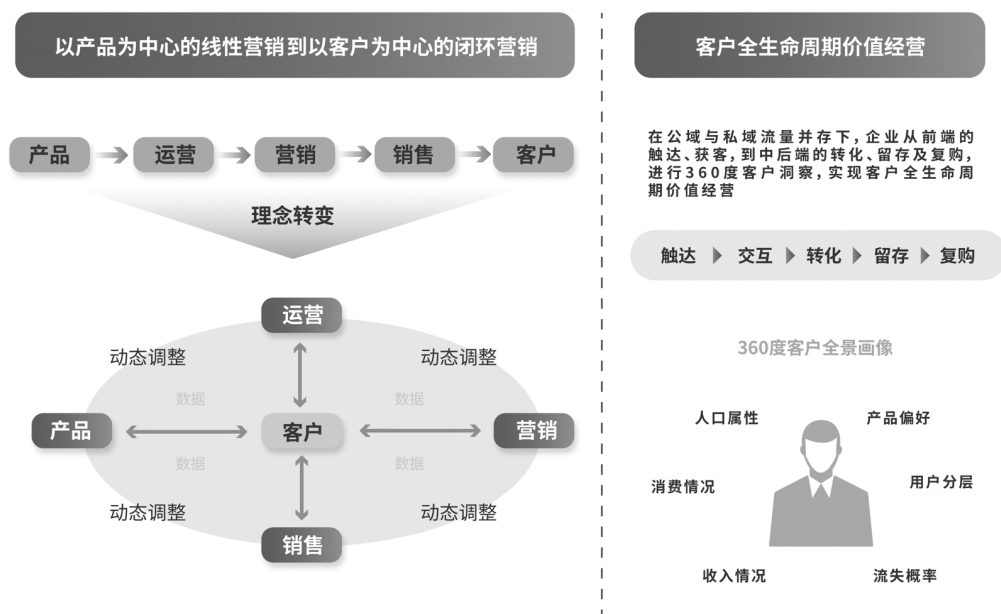 以产品为中心的线性营销到以客户为中心的闭环营销
产品
运营
营销
销售
客户
理念转变
运营
动态调整
动态调整
数据
数据
产品
客户
营销
数据
数据
动态调整
动态调整
销售
客户全生命周期价值经营
在公域与私域流量并存下，企业从前端的
触达、获客，到中后端的转化、留存及复购，
进行360度客户洞察，实现客户全生命周
期价值经营
触达
交互
转化
留存
复购
360度客户全景画像
人口属性
产品偏好
消费情况
用户分层
收入情况
流失概率